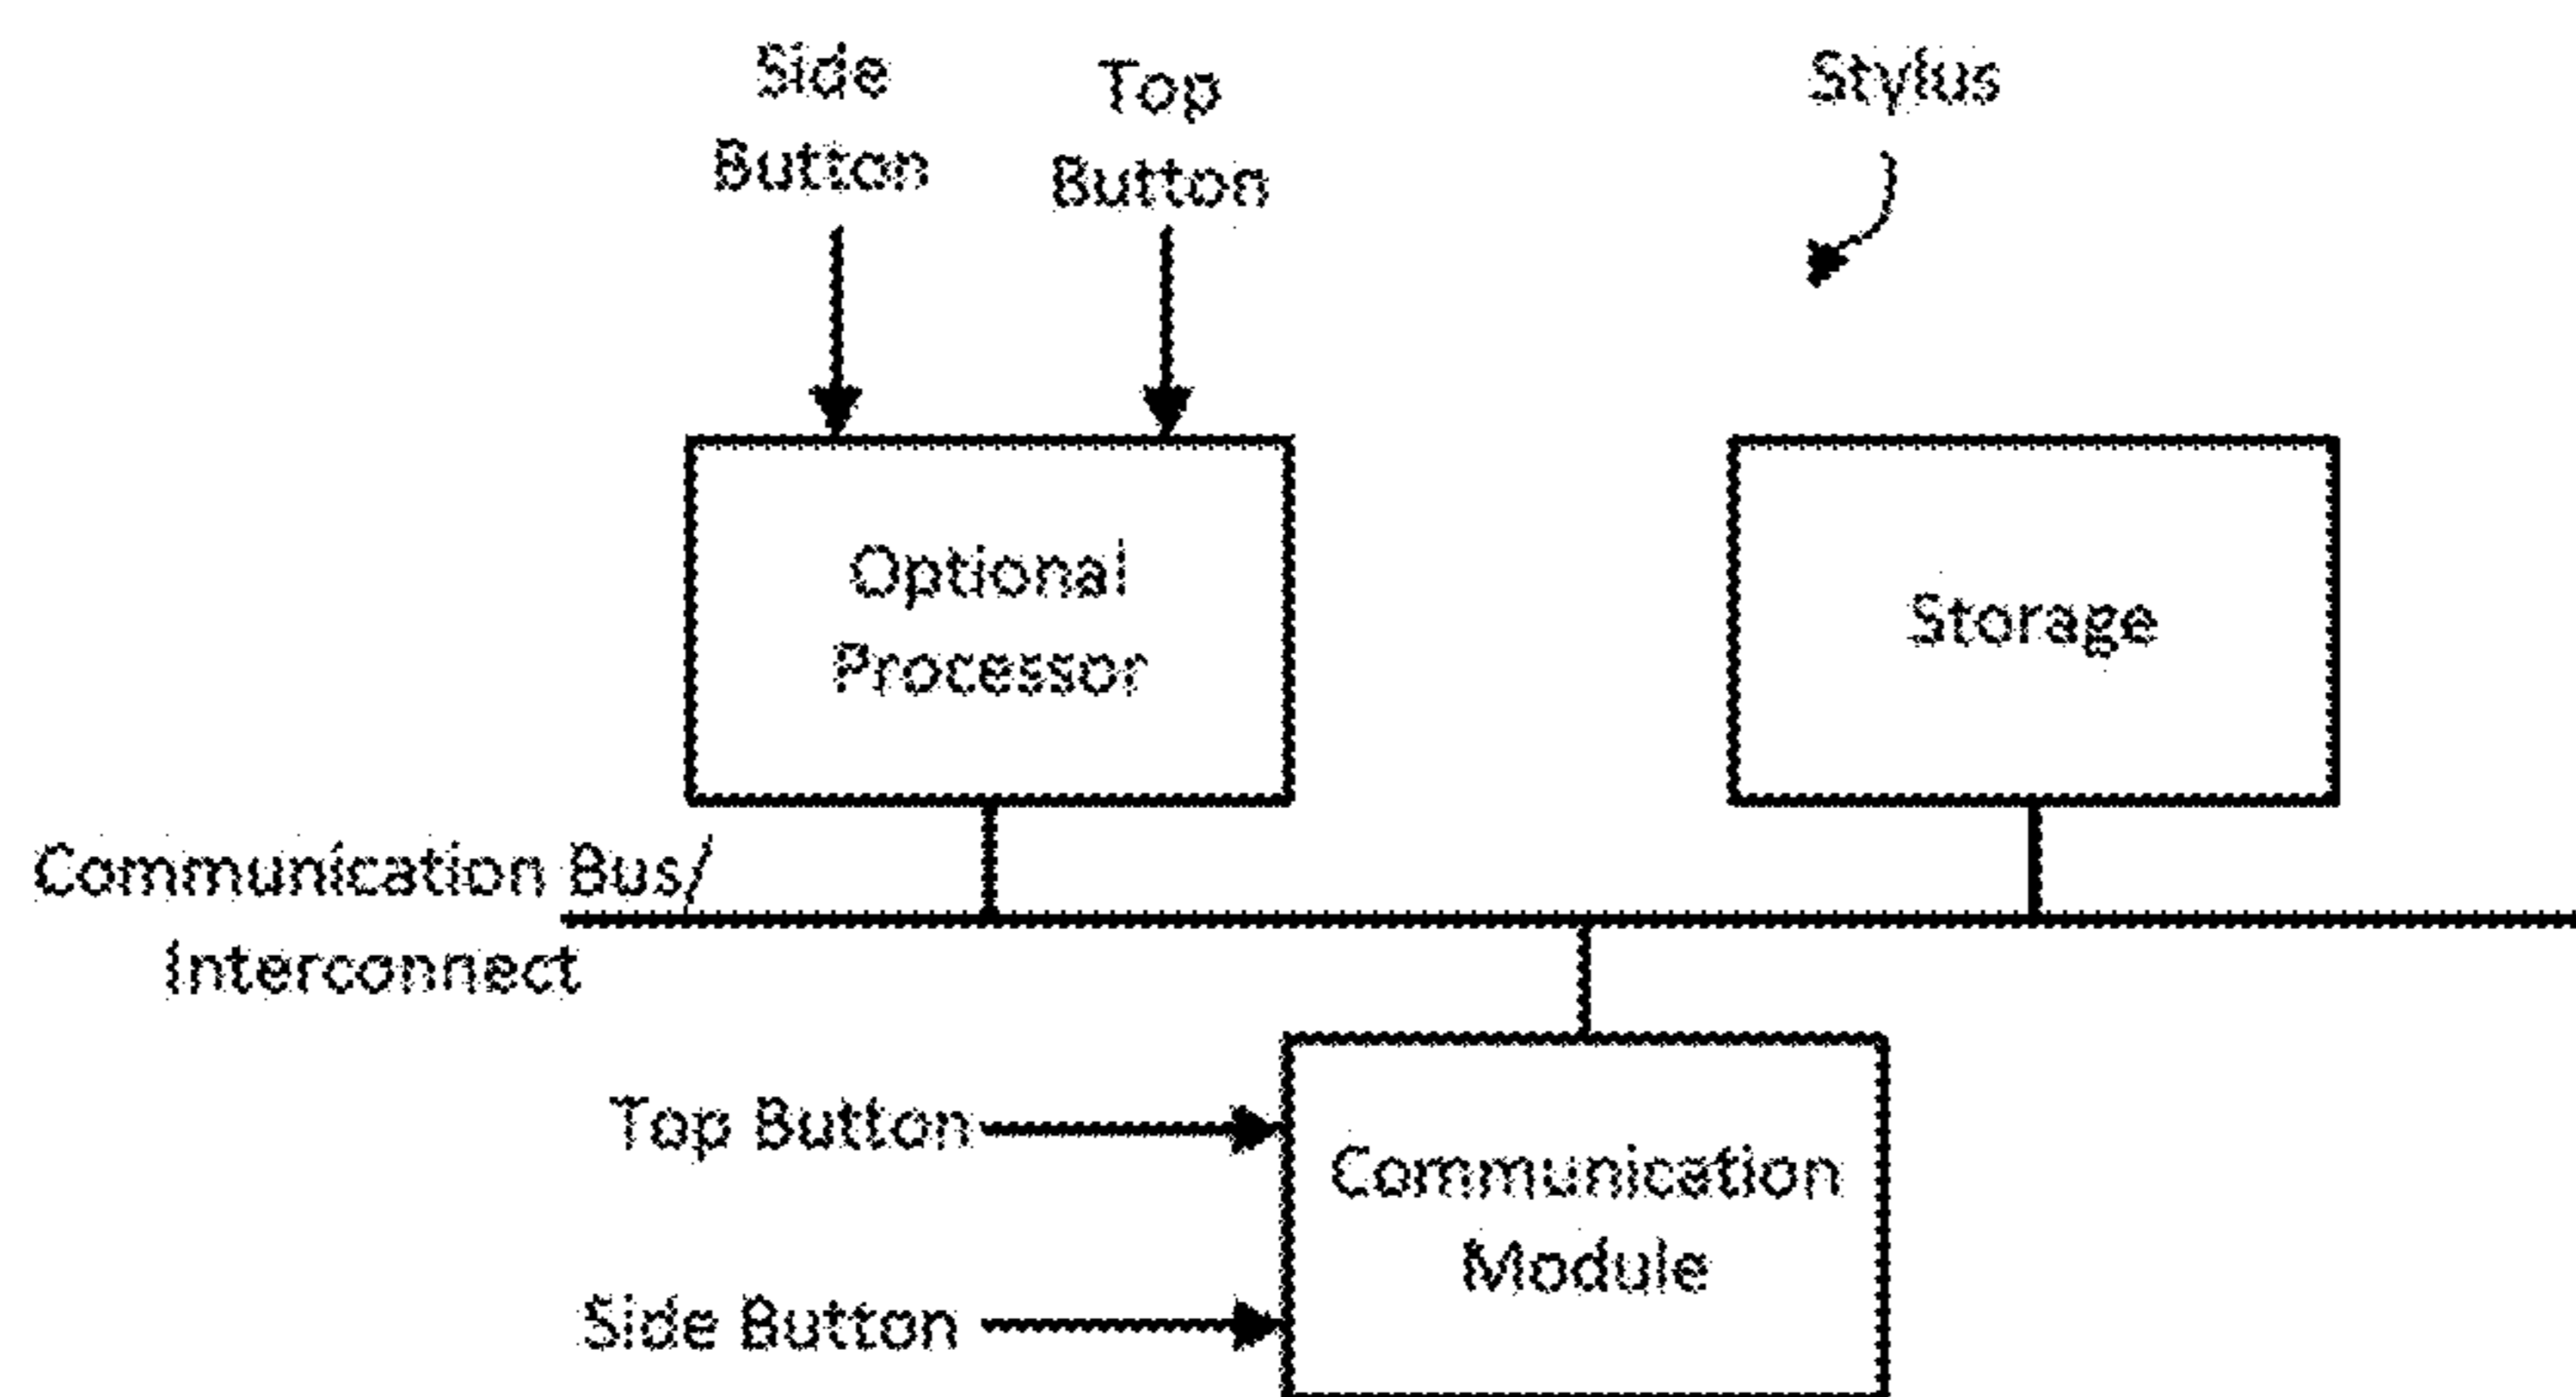 Side
Button
Top
Button
Stylus
Optional
Processor
Storage
Communication Bus/
Interconnect
Top Button
Communication
Module
Side Button